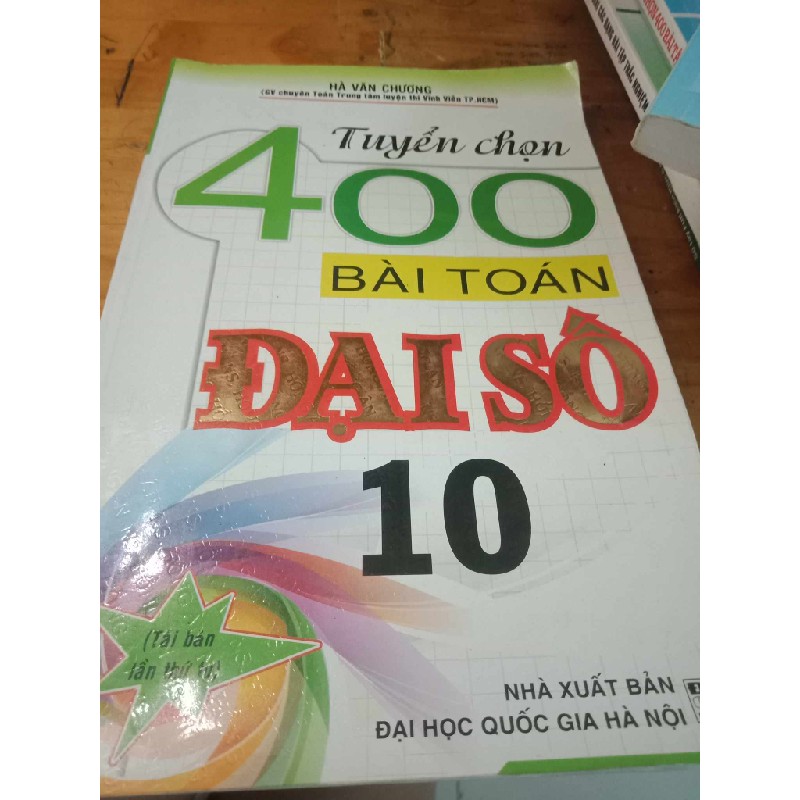 HÀ VĂN CHƯƠNG
(GV chuyên Toán Trung tâm luyện thi Vĩnh Viễn TP.HCM)
Tuyển chọn
400
BÀI TOÁN
ĐẠI SỐ
10
(Tái bản
lần thứ tư)
NHÀ XUẤT BẢN
ĐẠI HỌC QUỐC GIA HÀ NỘI